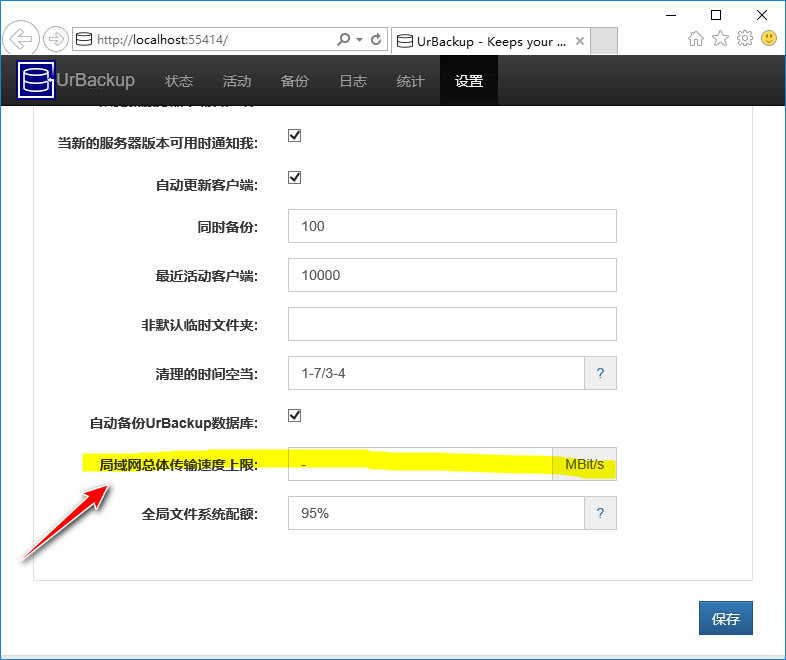 http://localhost:55414/
UrBackup - Keeps your ...
UrBackup 状态 活动 备份 日志 统计 设置
当新的服务器版本可用时通知我:
自动更新客户端:
同时备份: 100
最近活动客户端: 10000
非默认临时文件夹:
清理的时间空当: 1-7/3-4 ?
自动备份UrBackup数据库:
局域网总体传输速度上限: - MBit/s
全局文件系统配额: 95% ?
保存